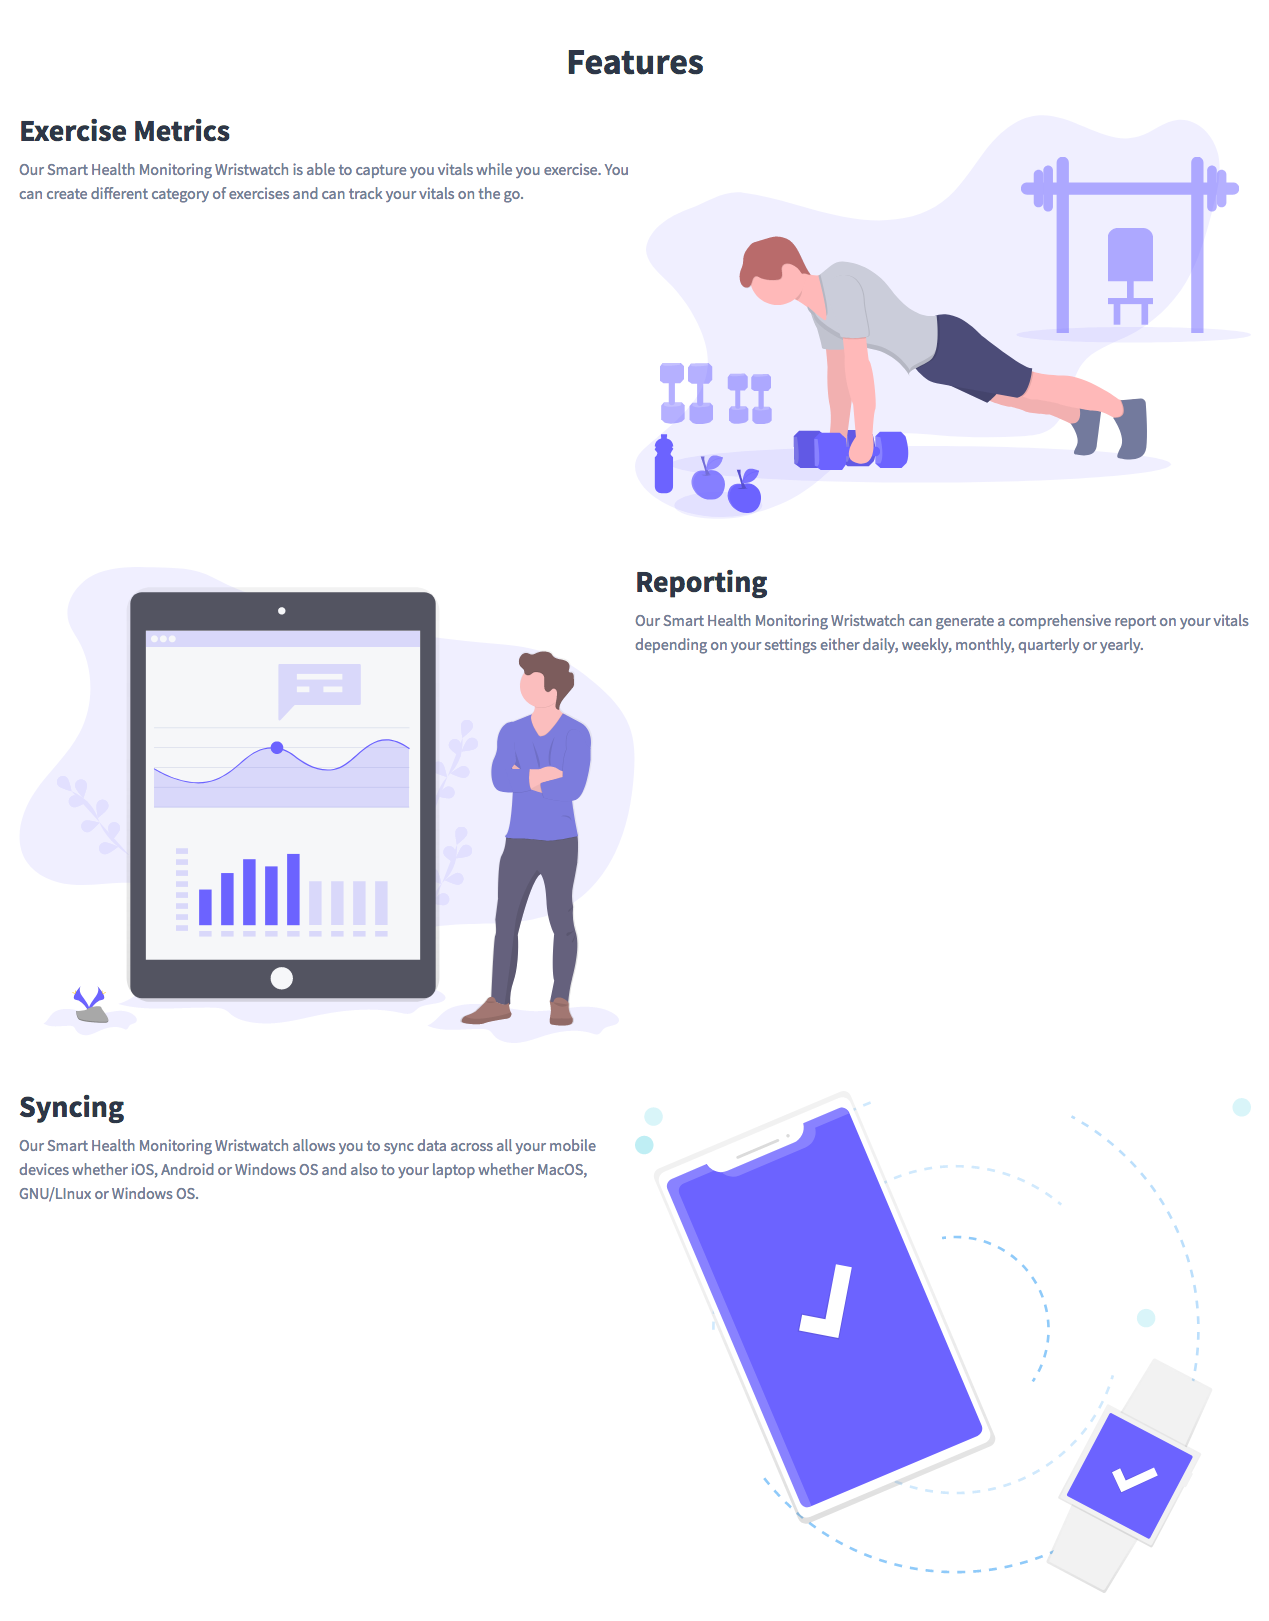 Features
Exercise Metrics
Our Smart Health Monitoring Wristwatch is able to capture you vitals while you exercise. You
can create different category of exercises and can track your vitals on the go.
Reporting
Our Smart Health Monitoring Wristwatch can generate a comprehensive report on your vitals
depending on your settings either daily, weekly, monthly, quarterly or yearly.
Syncing
Our Smart Health Monitoring Wristwatch allows you to sync data across all your mobile
devices whether iOS, Android or Windows OS and also to your laptop whether MacOS,
GNU/LInux or Windows OS.